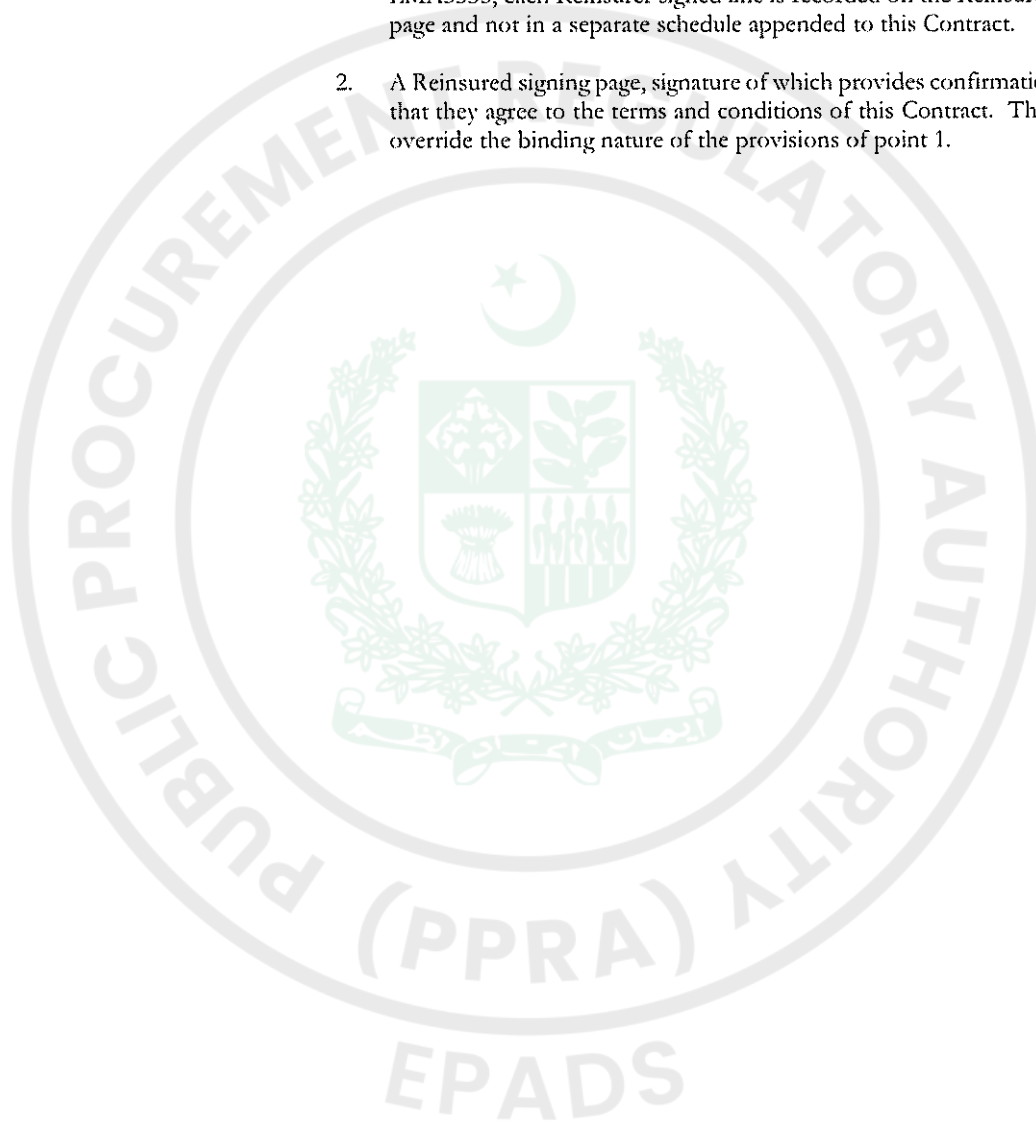 page and not in a separate schedule appended to this Contract.
2. A Reinsured signing page, signature of which provides
that they agree to the terms and conditions of this Contract.
override the binding nature of the provisions of point 1.
PUBLIC PROCUREMENT REGULATORY AUTHORITY
(PPRA)
EPADS